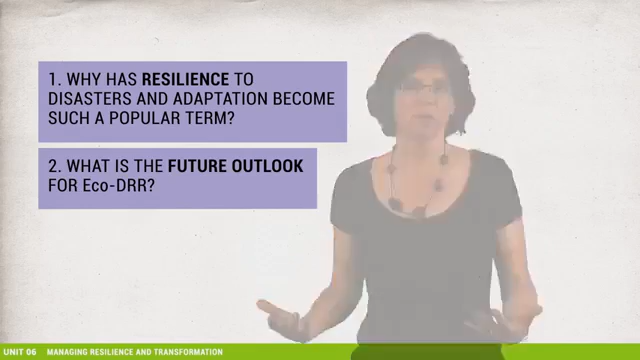 1. WHY HAS RESILIENCE TO
DISASTERS AND ADAPTATION BECOME
SUCH A POPULAR TERM?
2. WHAT IS THE FUTURE OUTLOOK
FOR Eco-DRR?
UNIT 06 MANAGING RESILIENCE AND TRANSFORMATION